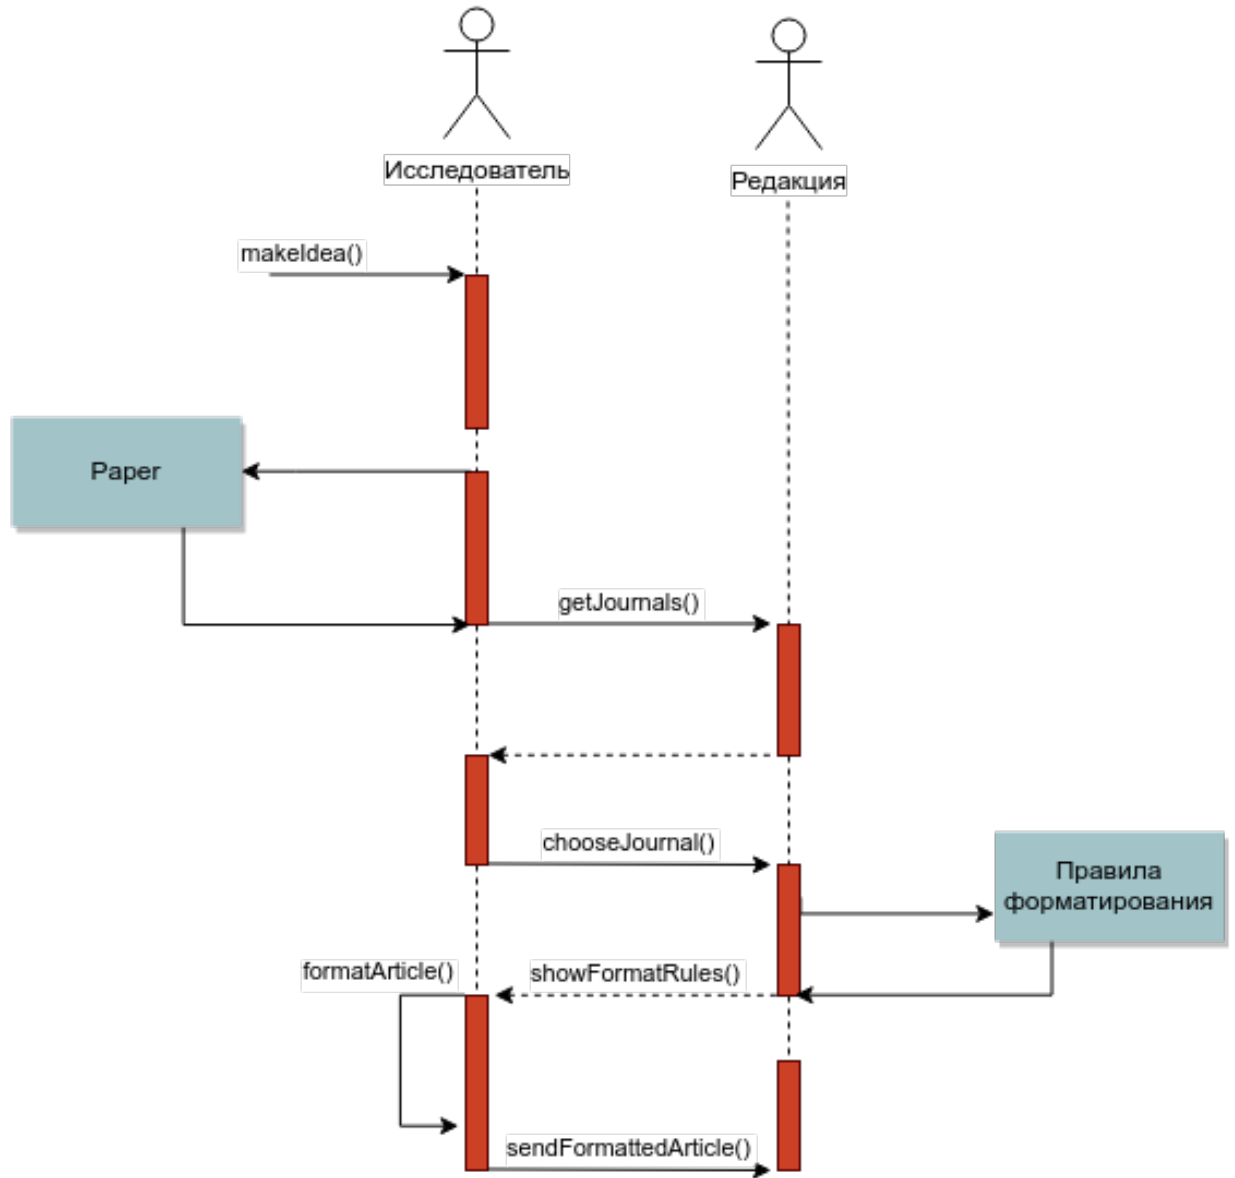 Исследователь
Редакция
makeIdea()
Paper
getJournals()
chooseJournal()
Правила
форматирования
formatArticle()
showFormatRules()
sendFormattedArticle()